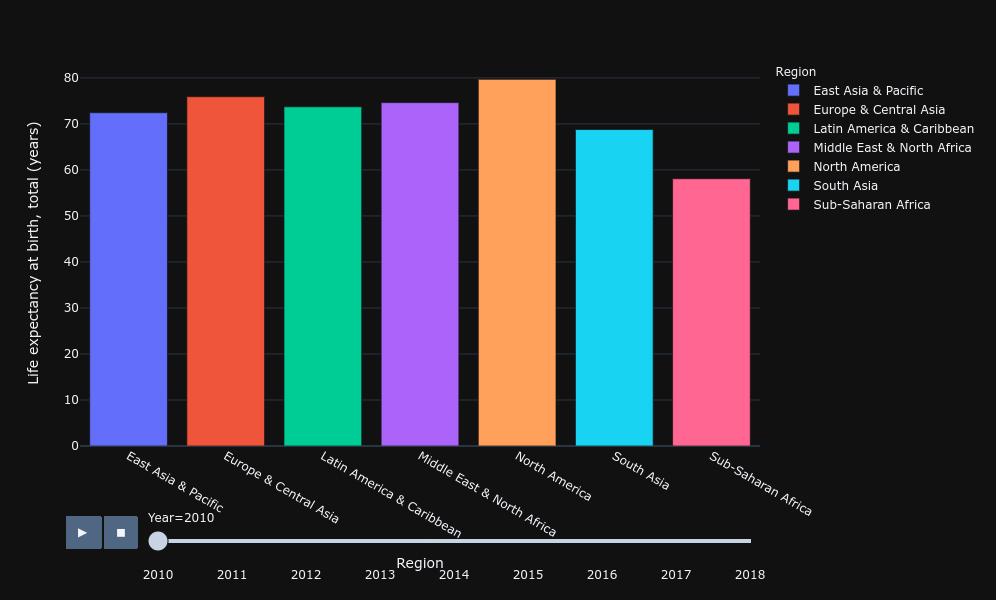 80
70
60
50
40
30
20
10
0
Life expectancy at birth, total (years)
East Asia & Pacific
Europe & Central Asia
Latin America & Caribbean
Middle East & North Africa
North America
South Asia
Sub-Saharan Africa
Region
Region
East Asia & Pacific
Europe & Central Asia
Latin America & Caribbean
Middle East & North Africa
North America
South Asia
Sub-Saharan Africa
Year=2010
2010 2011 2012 2013 2014 2015 2016 2017 2018